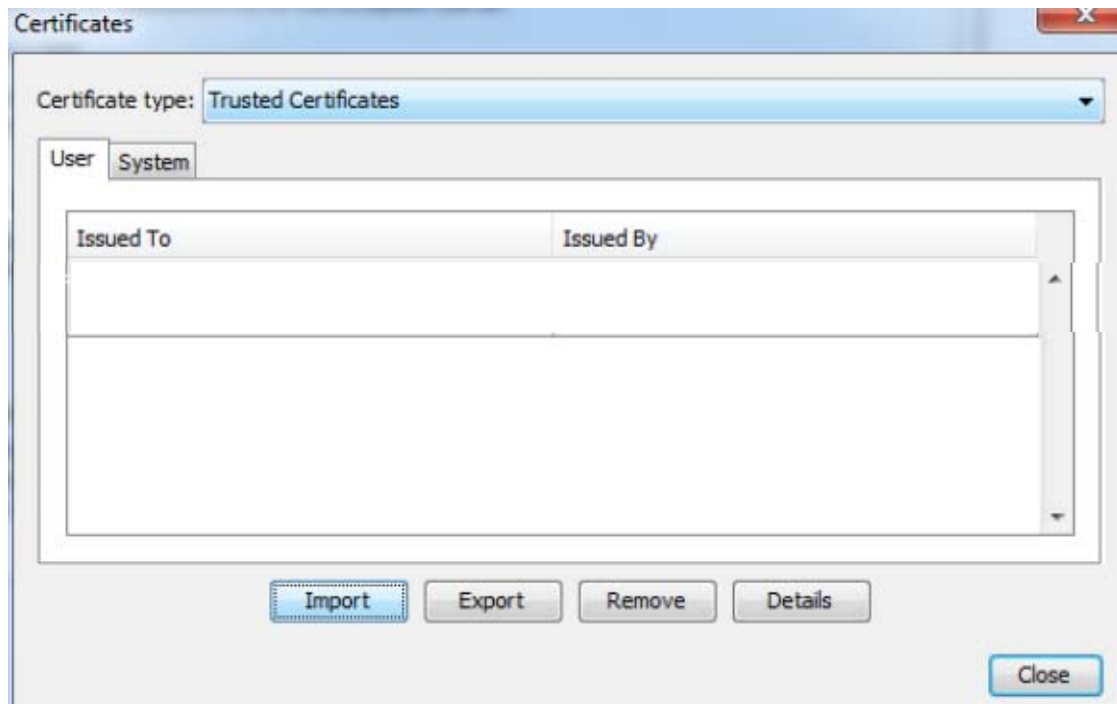 Certificates
Certificate type: Trusted Certificates
User System
Issued To Issued By
Import Export Remove Details
Close